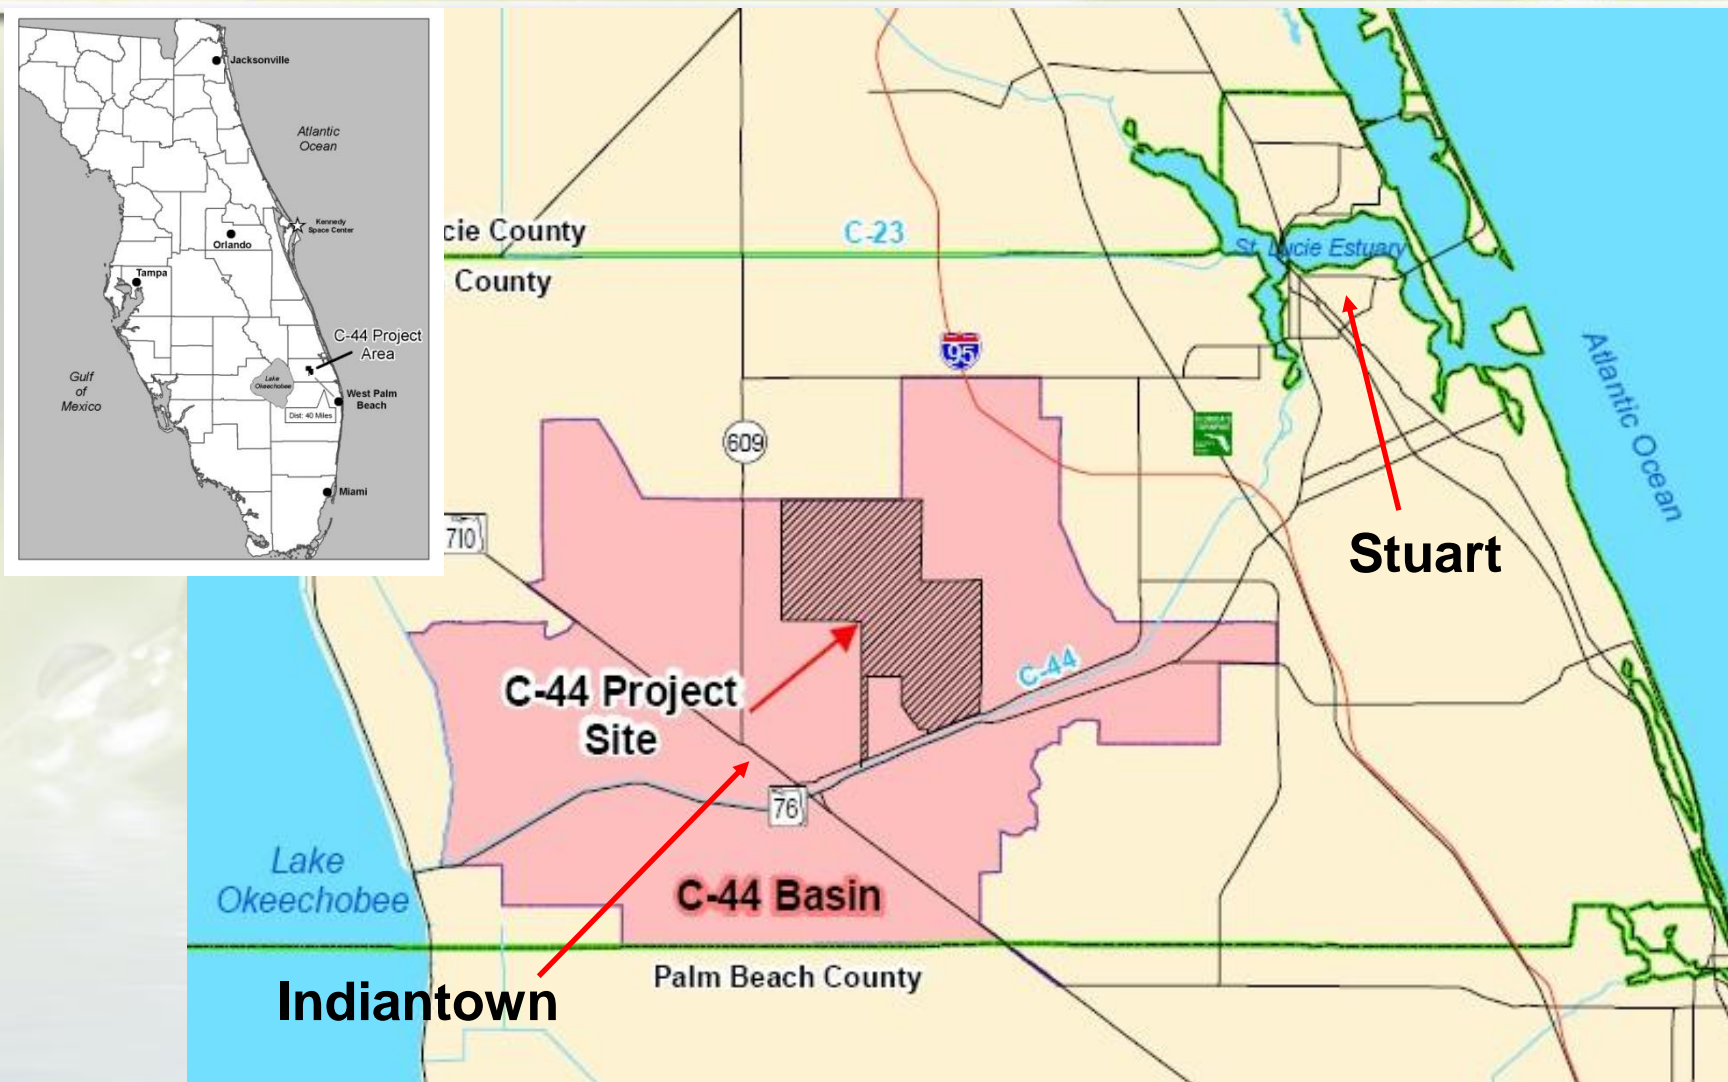 Jacksonville
Atlantic
Ocean
Kennedy
Space Center
Orlando
Tampa
C-44 Project
Area
Gulf
of
Mexico
Lake
Okeechobee
West Palm
Beach
Dist: 40 Miles
Miami
cie County
County
C-23
St. Lucie Estuary
95
609
710
Atlantic Ocean
Stuart
C-44
C-44 Project
Site
76
Lake
Okeechobee
C-44 Basin
Palm Beach County
Indiantown